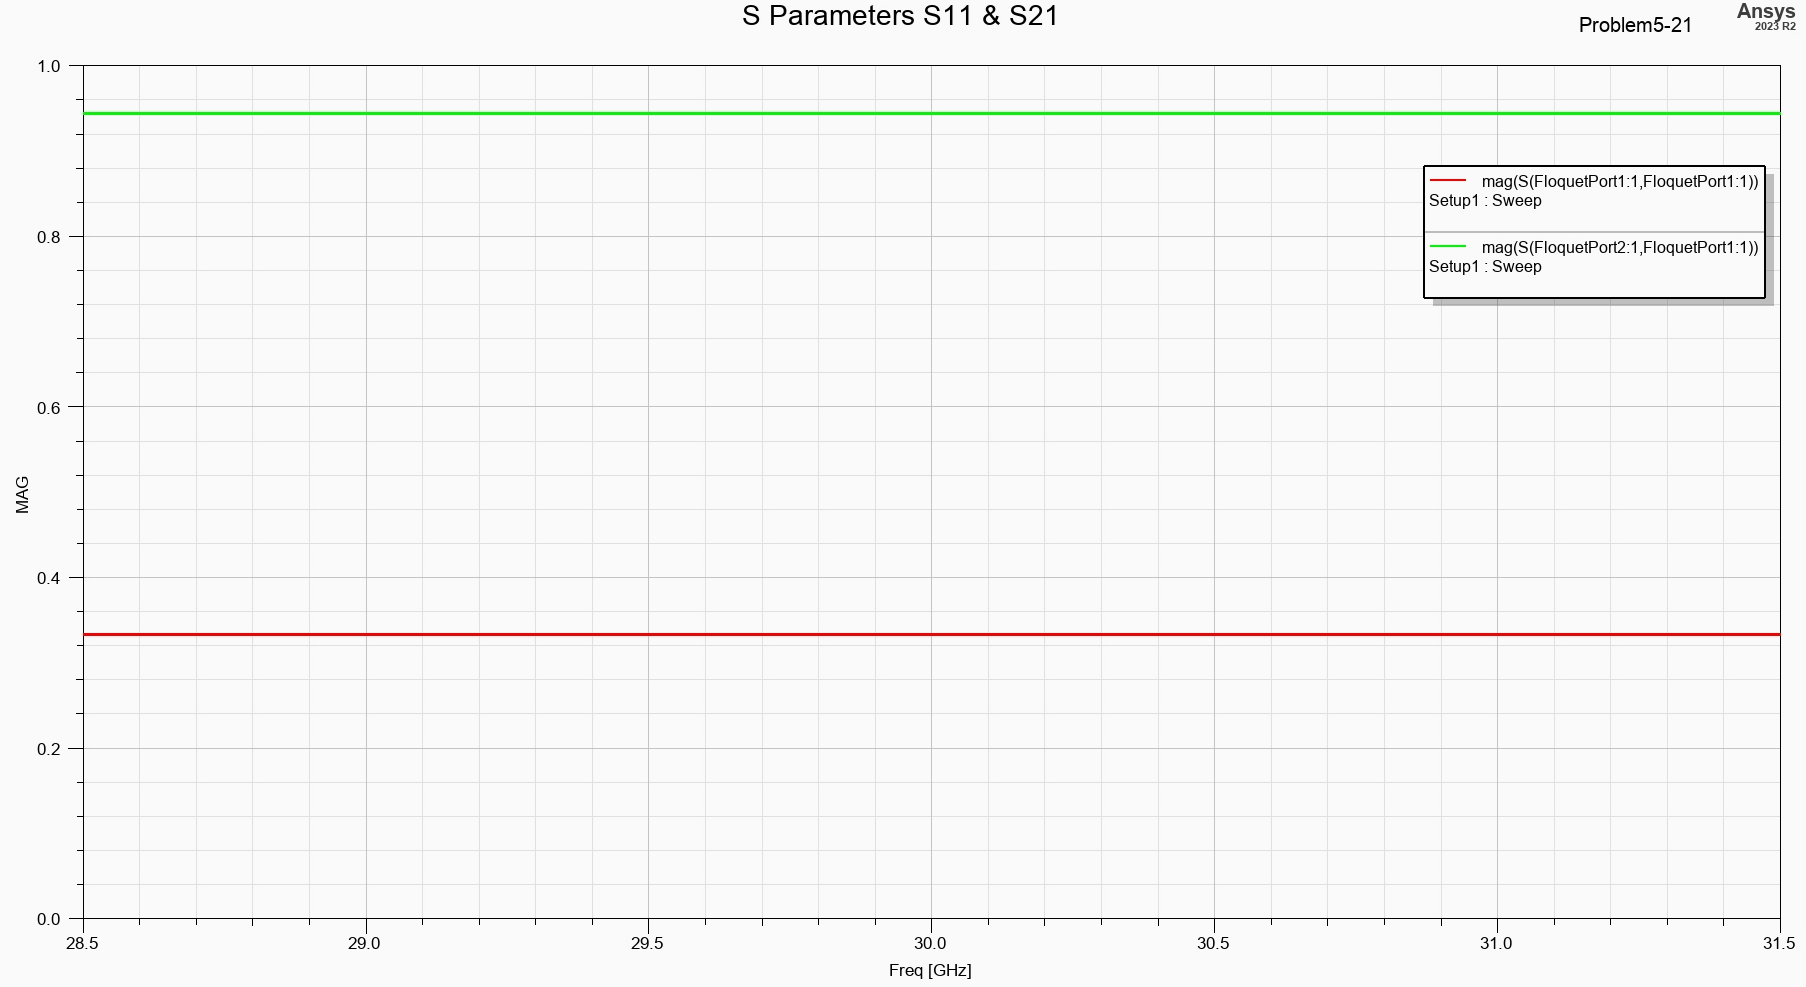 S Parameters S11 & S21
Problem5-21
Ansys
2023 R2
1.0
0.8
0.6
0.4
0.2
0.0
MAG
mag(S(FloquetPort1:1,FloquetPort1:1))
Setup1 : Sweep
mag(S(FloquetPort2:1,FloquetPort1:1))
Setup1 : Sweep
28.5 29.0 29.5 30.0 30.5 31.0 31.5
Freq [GHz]